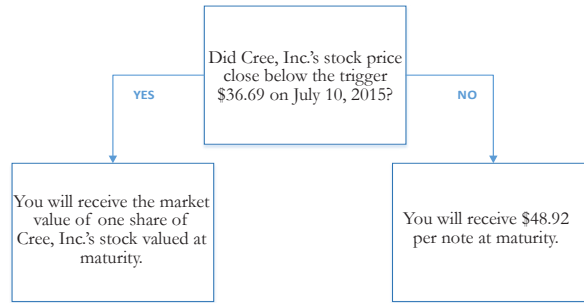 Did Cree, Inc.'s stock price
close below the trigger
$36.69 on July 10, 2015?
YES
NO
You will receive the market
value of one share of
Cree, Inc.'s stock valued at
maturity.
You will receive $48.92
per note at maturity.